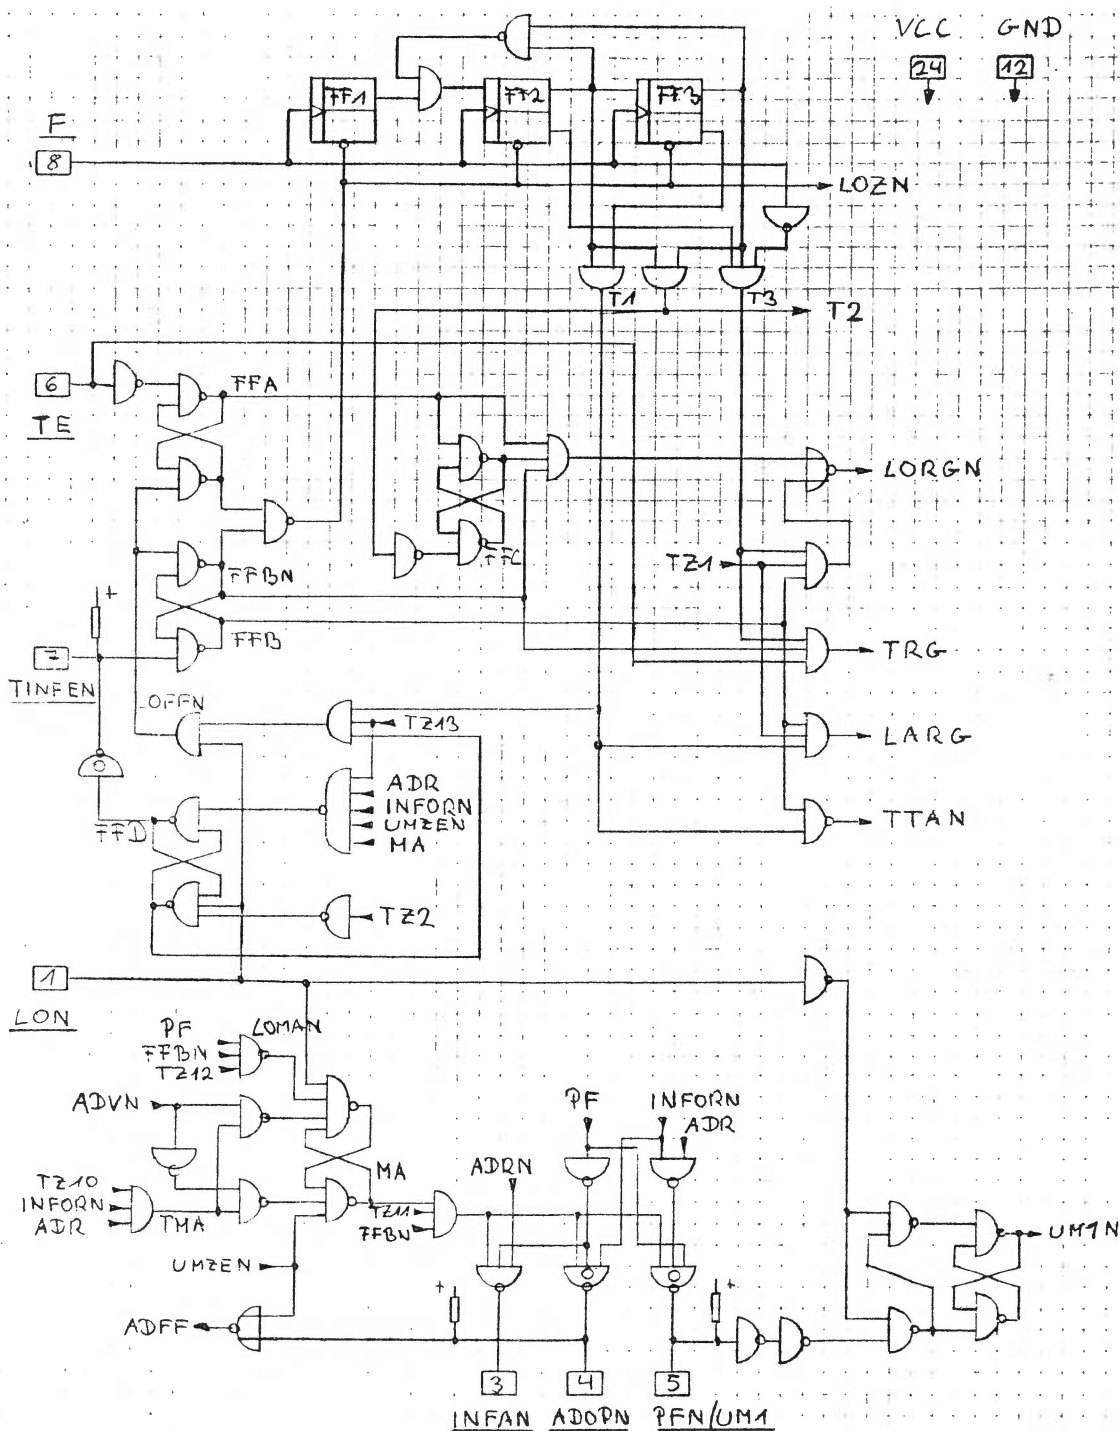 VCC GND
24 12
FF1 FF2 FF3
F
8
LOZN
T1 T3
T2
6
FFA
TE
LORGN
TZ1
FFC
FFBN
+
FFB
7
TRG
TINFEN
LOFFN
TZ13
LARG
ADR
INFORN
UMZEN
MA
FFD
TTAN
TZ2
1
LON
PF LOMAN
FFBN
TZ12
ADVN
PF INFORN
ADR
MA
ADRN
TZ10
INFORN
ADR
TMA
TZ11
FFBN
UM1N
UMZEN
+ +
ADFF
3 4 5
INFAN ADOPN PFN/UM1